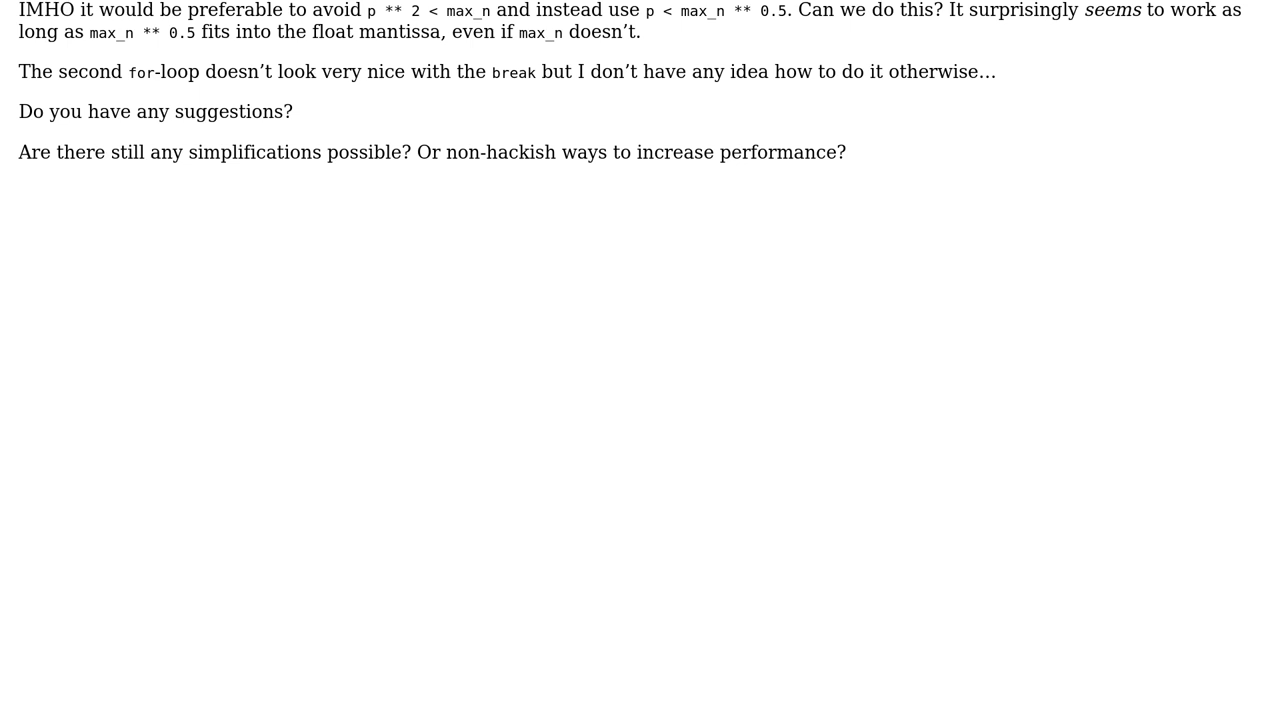 IMHO it would be preferable to avoid p ** 2 < max_n and instead use p < max_n ** 0.5. Can we do this? It surprisingly seems to work as
long as max_n ** 0.5 fits into the float mantissa, even if max_n doesn’t.
The second for-loop doesn’t look very nice with the break but I don’t have any idea how to do it otherwise…
Do you have any suggestions?
Are there still any simplifications possible? Or non-hackish ways to increase performance?